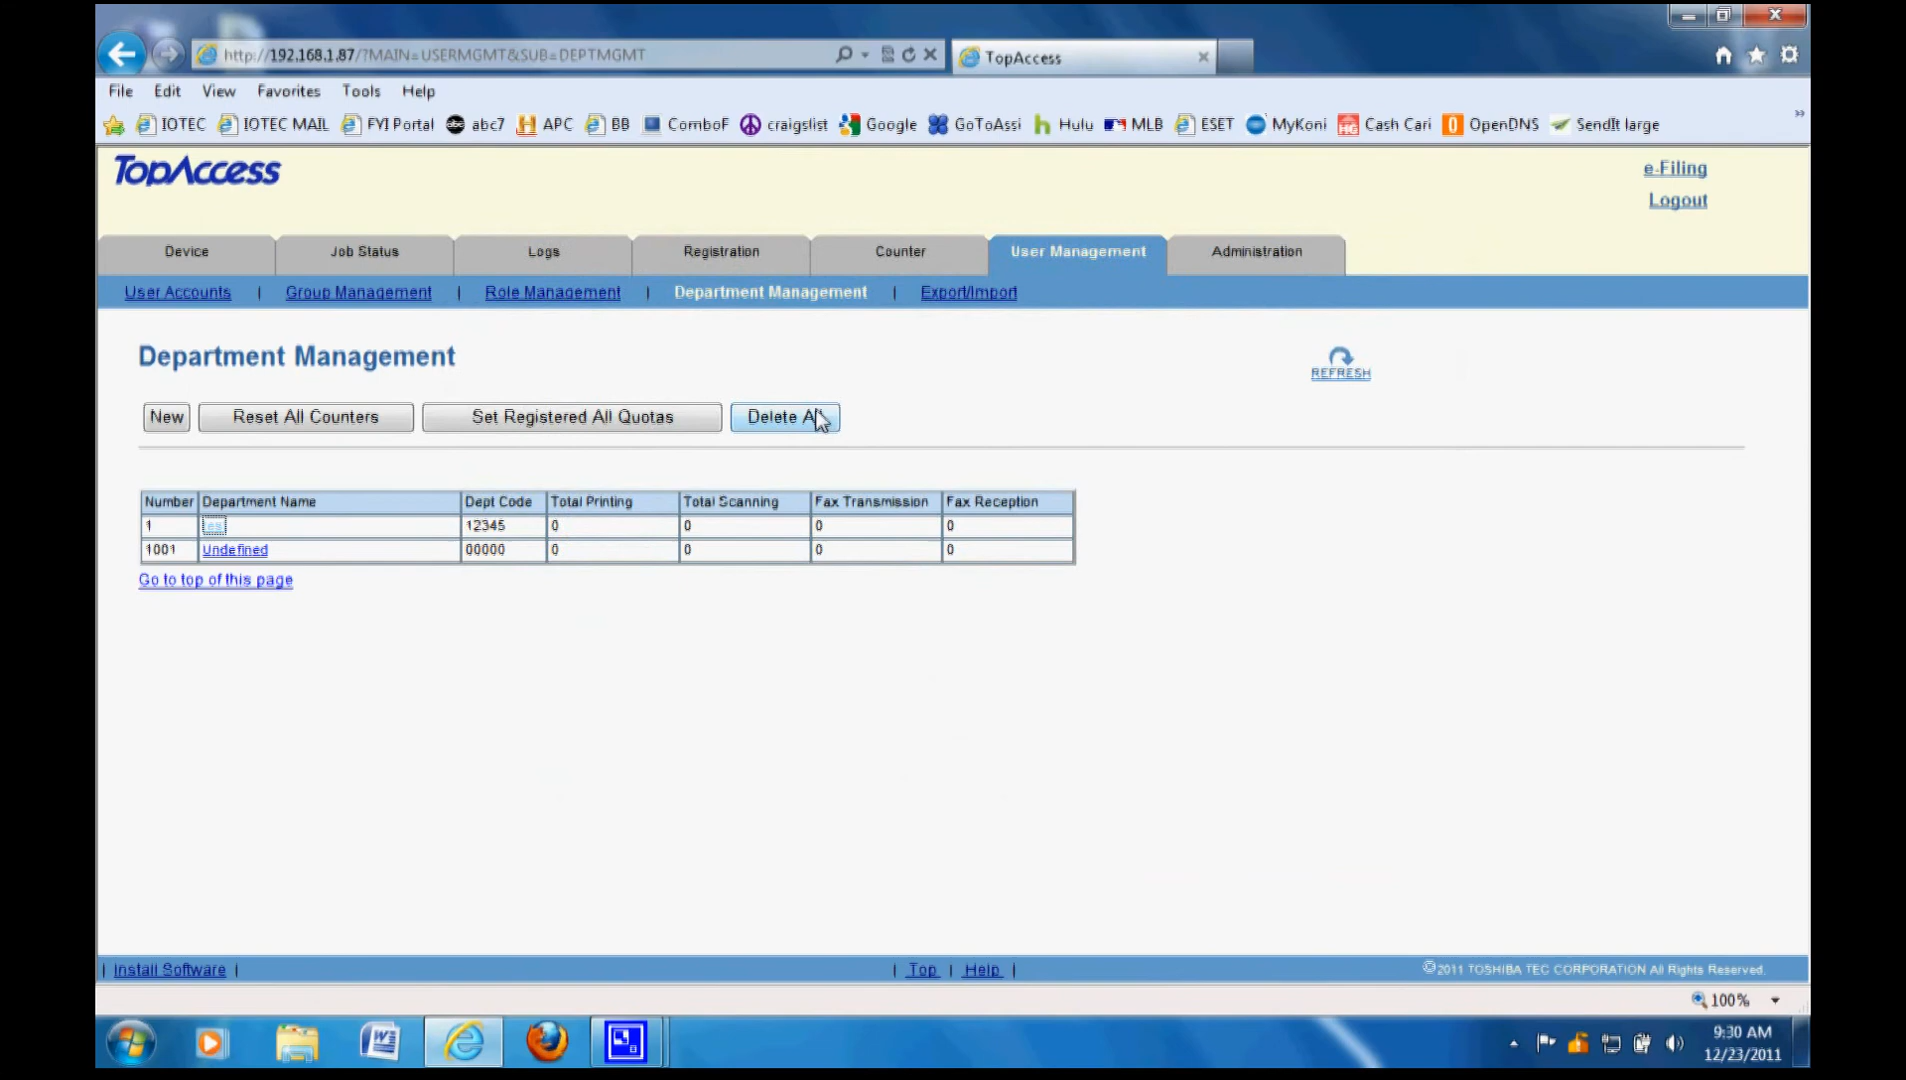 http://192.168.1.87/?MAIN=USERMGMT&SUB=DEPTMGMT
TopAccess
File Edit View Favorites Tools Help
IOTEC IOTEC MAIL FYI Portal abc7 APC BB ComboF craigslist Google GoToAssi Hulu MLB ESET MyKoni Cash Cari OpenDNS SendIt large
TopAccess
e-Filing
Logout
Device Job Status Logs Registration Counter User Management Administration
User Accounts | Group Management | Role Management | Department Management | Export/Import
Department Management
REFRESH
New Reset All Counters Set Registered All Quotas Delete All
Number Department Name Dept Code Total Printing Total Scanning Fax Transmission Fax Reception
1 12345 0 0 0 0
1001 Undefined 00000 0 0 0 0
Go to top of this page
| Install Software | | Top | Help |
©2011 TOSHIBA TEC CORPORATION All Rights Reserved.
100%
9:30 AM
12/23/2011